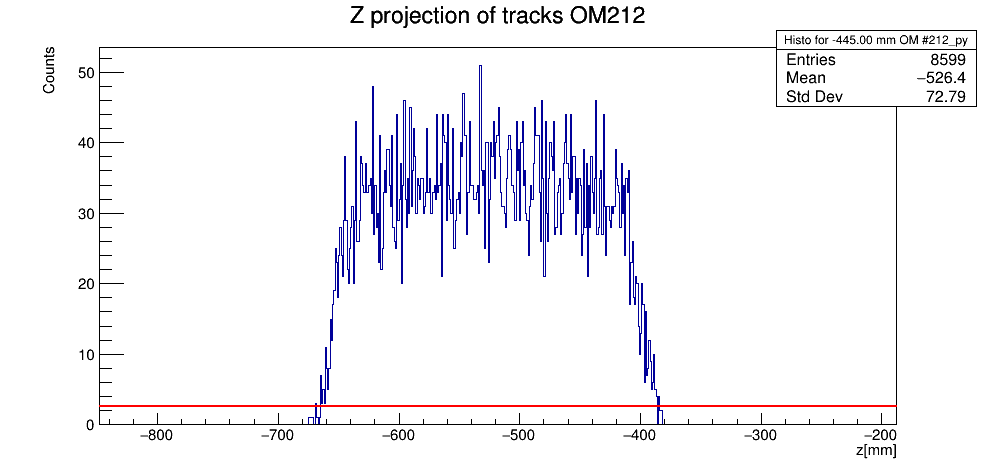 Z projection of tracks OM212
Histo for -445.00 mm OM #212_py
Entries 8599
Mean −526.4
Std Dev 72.79
Counts
50
40
30
20
10
0
−800 −700 −600 −500 −400 −300 −200
z[mm]